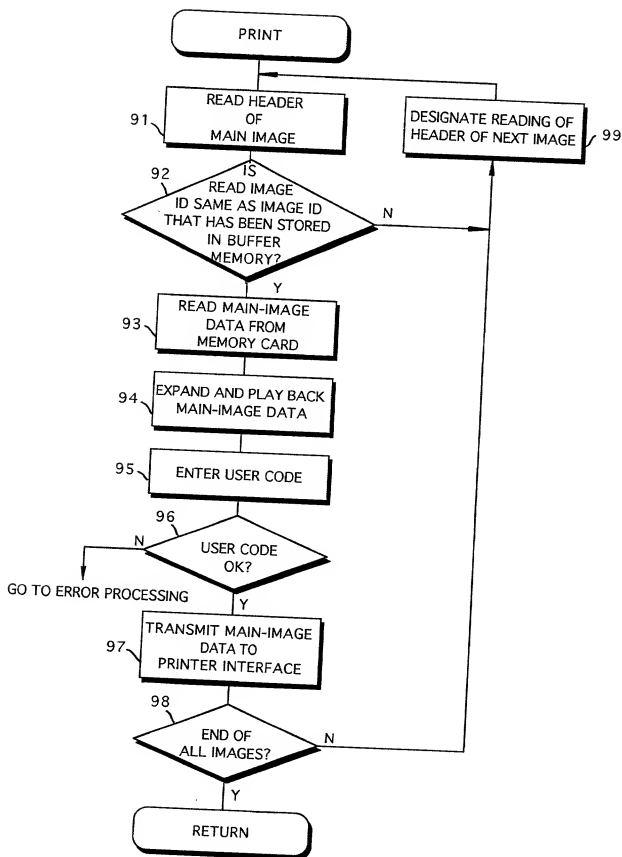 PRINT
READ HEADER
OF
MAIN IMAGE
91
DESIGNATE READING OF
HEADER OF NEXT IMAGE
99
92
IS
READ IMAGE
ID SAME AS IMAGE ID
THAT HAS BEEN STORED
IN BUFFER
MEMORY?
N
Y
READ MAIN-IMAGE
DATA FROM
MEMORY CARD
93
EXPAND AND PLAY BACK
MAIN-IMAGE DATA
94
95
ENTER USER CODE
96
N
USER CODE
OK?
GO TO ERROR PROCESSING
Y
TRANSMIT MAIN-IMAGE
DATA TO
PRINTER INTERFACE
97
98
END OF
ALL IMAGES?
N
Y
RETURN